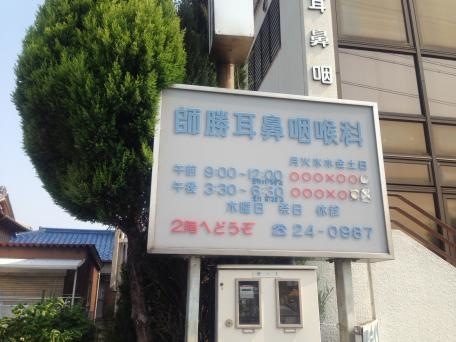 耳鼻咽
師勝耳鼻咽喉科
月火水木金土日
午前 9:00-12:00 ○○○×○○
午後 3:30-6:30 ○○○×○
木曜日 祭日 休診
2階へどうぞ ☎24-0987